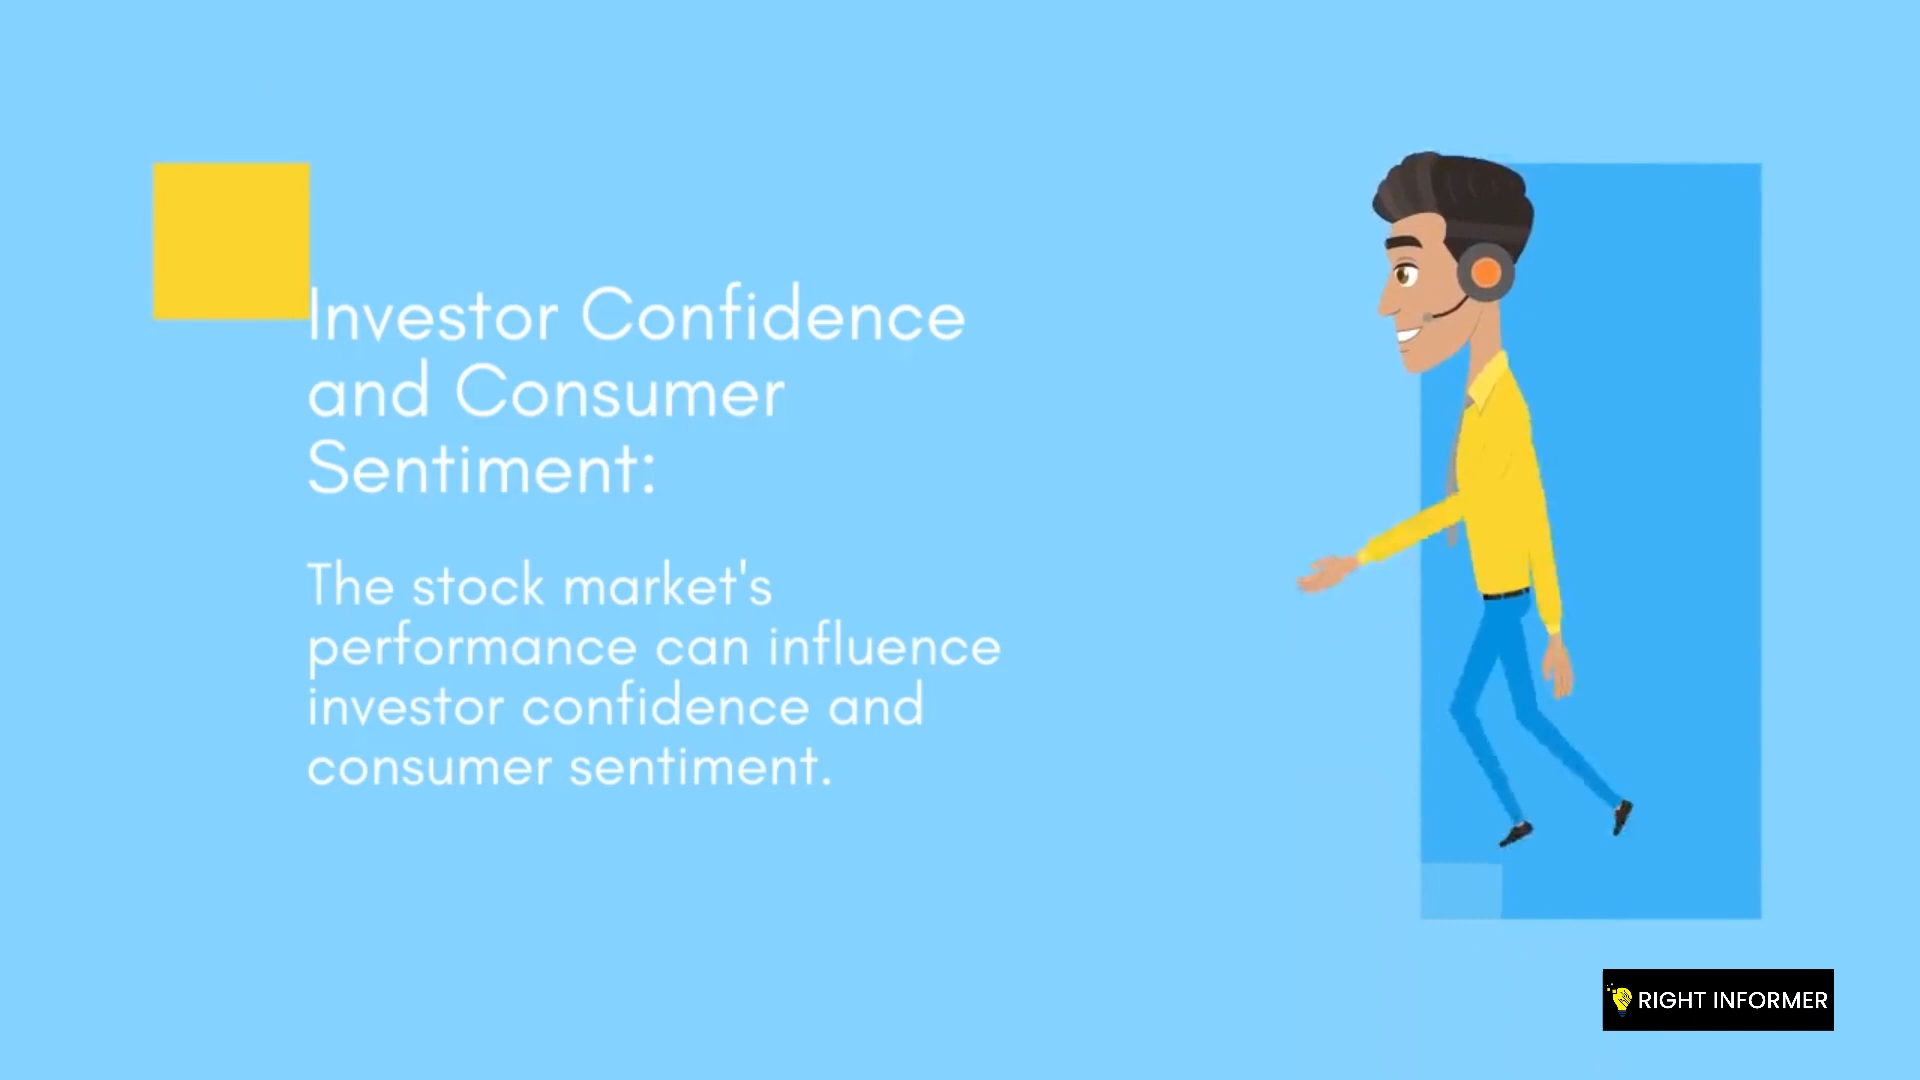 Investor Confidence
and Consumer
Sentiment:
The stock market's
performance can influence
investor confidence and
consumer sentiment.
RIGHT INFORMER